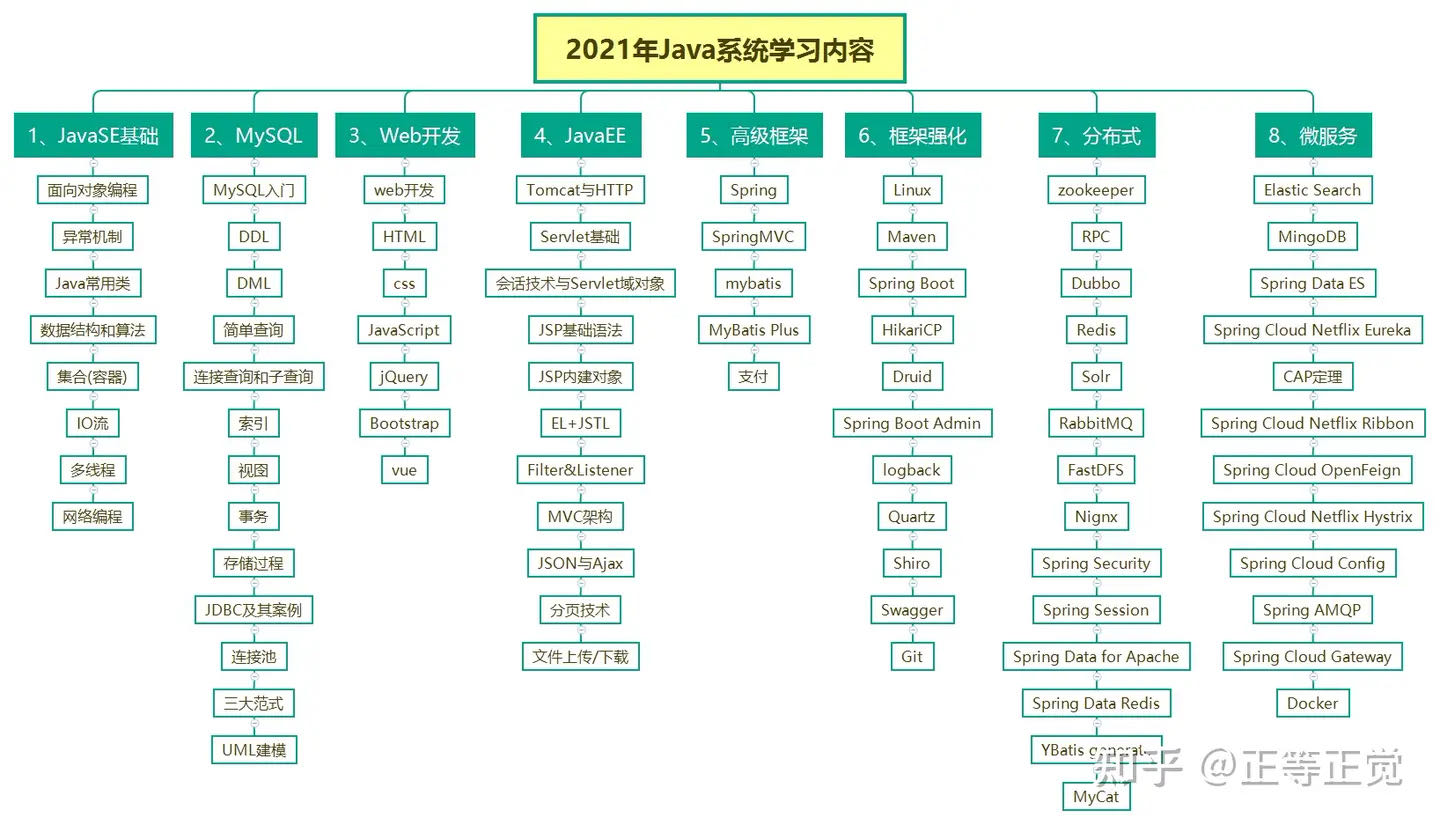 2021年Java系统学习内容
1、JavaSE基础
面向对象编程
异常机制
Java常用类
数据结构和算法
集合(容器)
IO流
多线程
网络编程
2、MySQL
MySQL入门
DDL
DML
简单查询
连接查询和子查询
索引
视图
事务
存储过程
JDBC及其案例
连接池
三大范式
UML建模
3、Web开发
web开发
HTML
css
JavaScript
jQuery
Bootstrap
vue
4、JavaEE
Tomcat与HTTP
Servlet基础
会话技术与Servlet域对象
JSP基础语法
JSP内建对象
EL+JSTL
Filter&Listener
MVC架构
JSON与Ajax
分页技术
文件上传/下载
5、高级框架
Spring
SpringMVC
mybatis
MyBatis Plus
支付
6、框架强化
Linux
Maven
Spring Boot
HikariCP
Druid
Spring Boot Admin
logback
Quartz
Shiro
Swagger
Git
7、分布式
zookeeper
RPC
Dubbo
Redis
Solr
RabbitMQ
FastDFS
Nignx
Spring Security
Spring Session
Spring Data for Apache
Spring Data Redis
YBatis
MyCat
8、微服务
Elastic Search
MingoDB
Spring Data ES
Spring Cloud Netflix Eureka
CAP定理
Spring Cloud Netflix Ribbon
Spring Cloud OpenFeign
Spring Cloud Netflix Hystrix
Spring Cloud Config
Spring AMQP
Spring Cloud Gateway
Docker
知乎 @正等正觉